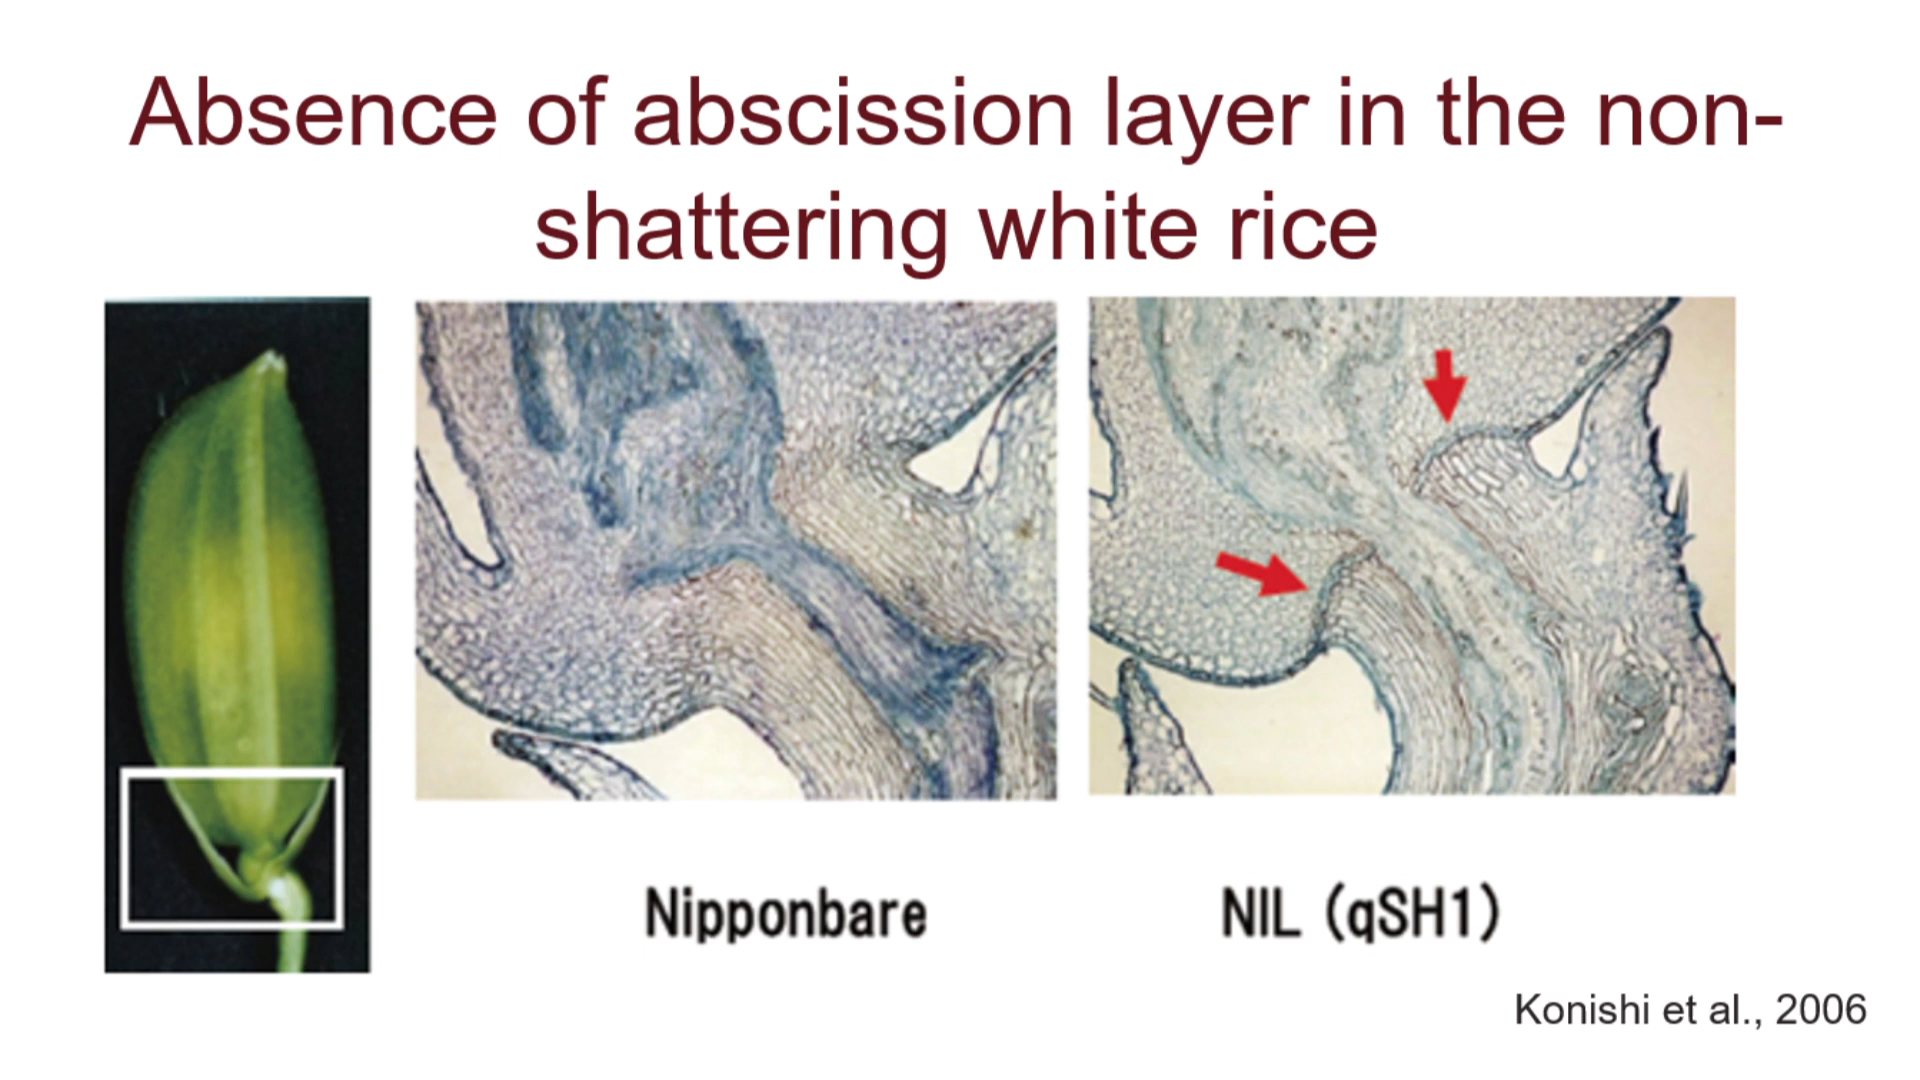 Absence of abscission layer in the non-
shattering white rice
Nipponbare
NIL (qSH1)
Konishi et al., 2006